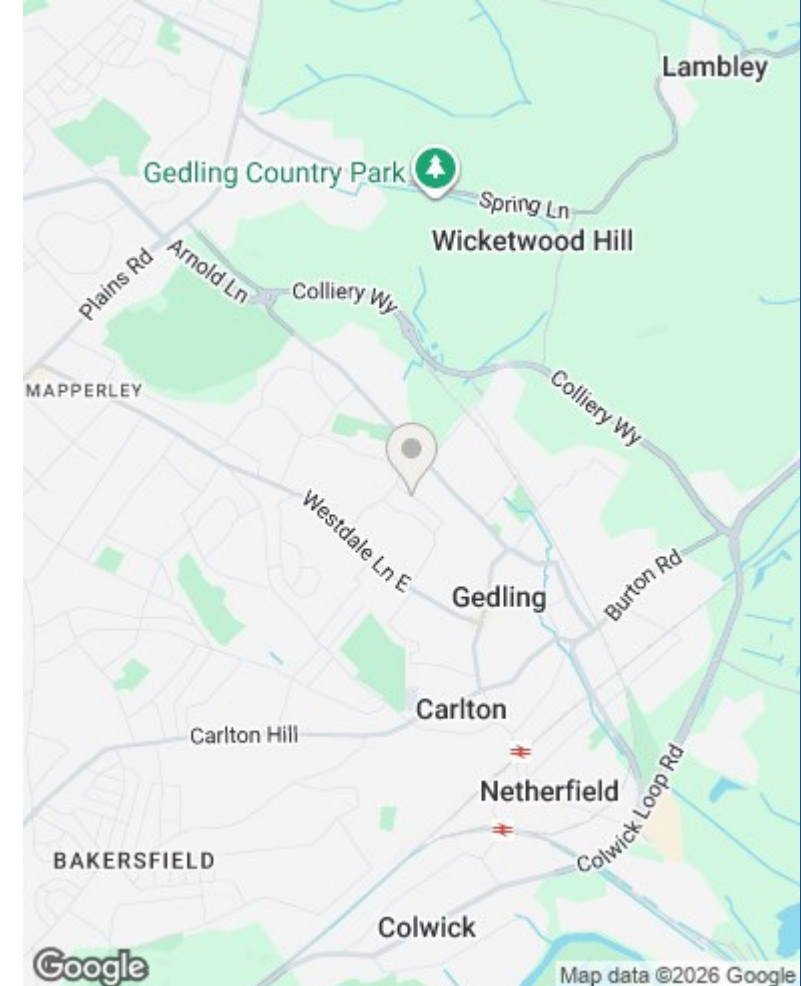 Lambley
Gedling Country Park
Spring Ln
Wicketwood Hill
Plains Rd
Arnold Ln
Colliery Wy
MAPPERLEY
Colliery Wy
Westdale Ln E
Gedling
Burton Rd
Carlton
Carlton Hill
Netherfield
Colwick Loop Rd
BAKERSFIELD
Colwick
Google
Map data ©2026 Google